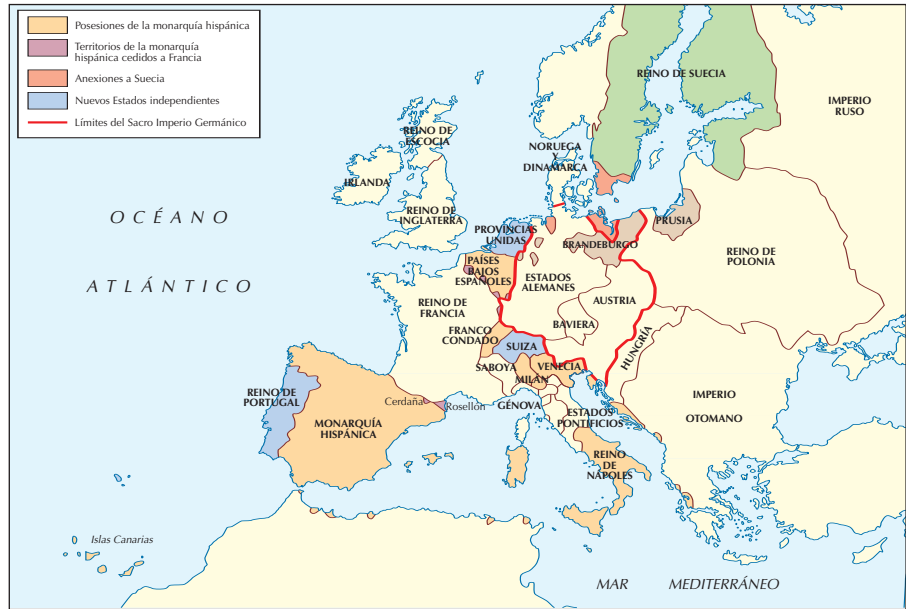 Posesiones de la monarquía hispánica
Territorios de la monarquía
hispánica cedidos a Francia
Anexiones a Suecia
Nuevos Estados independientes
Límites del Sacro Imperio Germánico
REINO DE SUECIA
IMPERIO
RUSO
REINO DE
ESCOCIA
NORUEGA
Y
DINAMARCA
IRLANDA
REINO DE
INGLATERRA
OCÉANO
ATLÁNTICO
PROVINCIAS
UNIDAS
PRUSIA
BRANDEBURGO
REINO DE
POLONIA
PAÍSES
BAJOS
ESPAÑOLES
ESTADOS
ALEMANES
AUSTRIA
REINO DE
FRANCIA
BAVIERA
FRANCO
CONDADO
HUNGRÍA
SUIZA
SABOYA
VENECIA
MILÁN
REINO DE
PORTUGAL
Cerdaña
Rosellón
GÉNOVA
IMPERIO
OTOMANO
MONARQUÍA
HISPÁNICA
ESTADOS
PONTIFICIOS
REINO
DE
NÁPOLES
Islas Canarias
MAR MEDITERRÁNEO